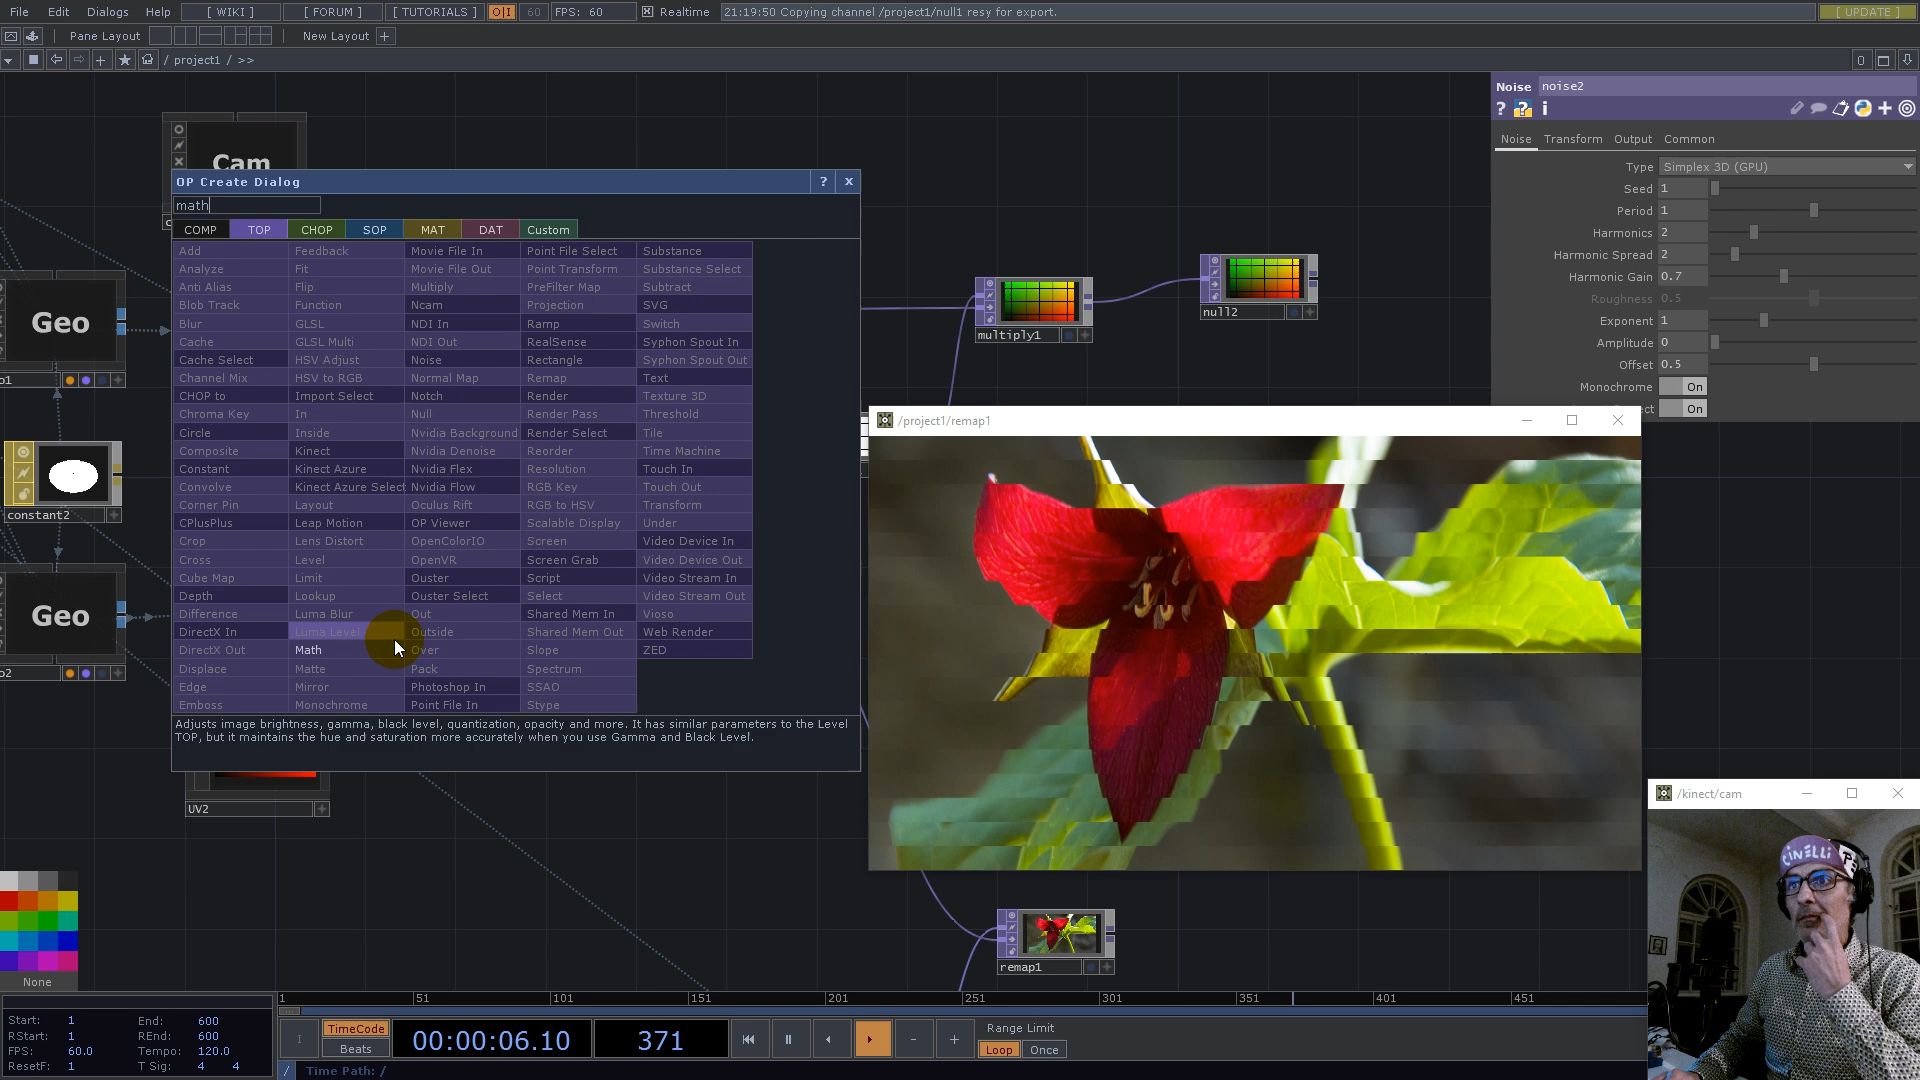 File Edit Dialogs Help [ WIKI ] [ FORUM ] [ TUTORIALS ] O|I 60 FPS: 60 Realtime 21:19:50 Copying channel /project1/null1 resy for export. [ UPDATE ]
Pane Layout New Layout +
/ project1 / >> 0
Noise noise2
? ? i
Noise Transform Output Common
Type Simplex 3D (GPU)
Seed 1
Period 1
Harmonics 2
Harmonic Spread 2
Harmonic Gain 0.7
Roughness 0.5
Exponent 1
Amplitude 0
Offset 0.5
Monochrome On
On
Cam
OP Create Dialog ? x
math
COMP TOP CHOP SOP MAT DAT Custom
Add Feedback Movie File In Point File Select Substance
Analyze Fit Movie File Out Point Transform Substance Select
Anti Alias Flip Multiply PreFilter Map Subtract
Blob Track Function Ncam Projection SVG
Blur GLSL NDI In Ramp Switch
Cache GLSL Multi NDI Out RealSense Syphon Spout In
Cache Select HSV Adjust Noise Rectangle Syphon Spout Out
Channel Mix HSV to RGB Normal Map Remap Text
CHOP to Import Select Notch Render Texture 3D
Chroma Key In Null Render Pass Threshold
Circle Inside Nvidia Background Render Select Tile
Composite Kinect Nvidia Denoise Reorder Time Machine
Constant Kinect Azure Nvidia Flex Resolution Touch In
Convolve Kinect Azure Select Nvidia Flow RGB Key Touch Out
Corner Pin Layout Oculus Rift RGB to HSV Transform
CPlusPlus Leap Motion OP Viewer Scalable Display Under
Crop Lens Distort OpenColorIO Screen Video Device In
Cross Level OpenVR Screen Grab Video Device Out
Cube Map Limit Ouster Script Video Stream In
Depth Lookup Ouster Select Select Video Stream Out
Difference Luma Blur Out Shared Mem In Vioso
DirectX In Luma Level Outside Shared Mem Out Web Render
DirectX Out Math Over Slope ZED
Displace Matte Pack Spectrum
Edge Mirror Photoshop In SSAO
Emboss Monochrome Point File In Stype
Adjusts image brightness, gamma, black level, quantization, opacity and more. It has similar parameters to the Level
TOP, but it maintains the hue and saturation more accurately when you use Gamma and Black Level.
Geo
o1
constant2
Geo
o2
UV2
multiply1
null2
/project1/remap1
remap1
/kinect/cam
CINELLI
None
1 51 101 151 201 251 301 351 401 451
Start: 1 End: 600
RStart: 1 REnd: 600
FPS: 60.0 Tempo: 120.0
ResetF: 1 T Sig: 4 4
I TimeCode Beats 00:00:06.10 371 - + Range Limit
Loop Once
/ Time Path: /